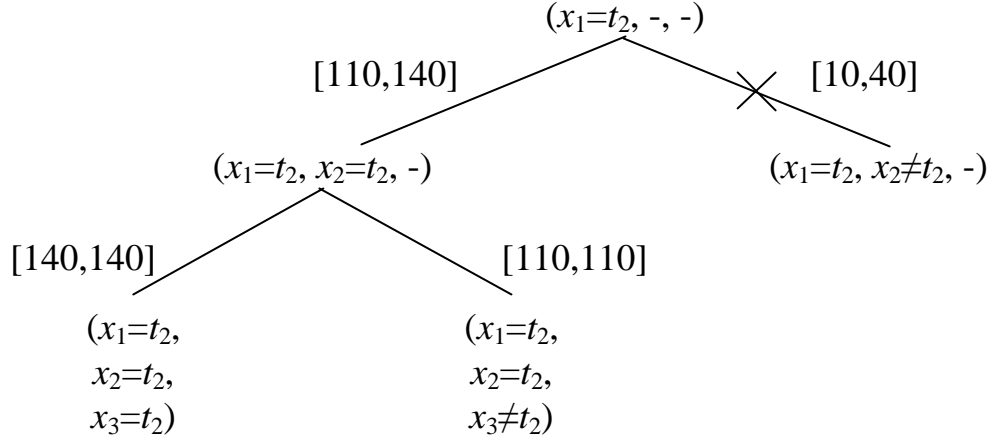 (x₁=t₂, -, -)
[110,140]
[10,40]
(x₁=t₂, x₂=t₂, -)
(x₁=t₂, x₂≠t₂, -)
[140,140]
[110,110]
(x₁=t₂,
x₂=t₂,
x₃=t₂)
(x₁=t₂,
x₂=t₂,
x₃≠t₂)